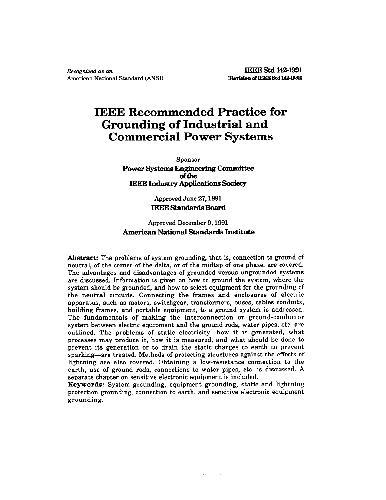 Recognized as an
American National Standard (ANSI)
IEEE Std 142-1991
(Revision of IEEE Std 142-1982)
IEEE Recommended Practice for
Grounding of Industrial and
Commercial Power Systems
Sponsor
Power Systems Engineering Committee
of the
IEEE Industry Applications Society
Approved June 27, 1991
IEEE Standards Board
Approved December 9, 1991
American National Standards Institute
Abstract: The problems of system grounding, that is, connection to ground of
neutral, of the corner of the delta, or of the midtap of one phase, are covered.
The advantages and disadvantages of grounded versus ungrounded systems
are discussed. Information is given on how to ground the system, where the
system should be grounded, and how to select equipment for the grounding of
the neutral circuits. Connecting the frames and enclosures of electric
apparatus, such as motors, switchgear, transformers, buses, cables conduits,
building frames, and portable equipment, to a ground system is addressed.
The fundamentals of making the interconnection or ground-conductor
system between electric equipment and the ground rods, water pipes, etc. are
outlined. The problems of static electricity—how it is generated, what
processes may produce it, how it is measured, and what should be done to
prevent its generation or to drain the static charges to earth to prevent
sparking—are treated. Methods of protecting structures against the effects of
lightning are also covered. Obtaining a low-resistance connection to the
earth, use of ground rods, connections to water pipes, etc. is discussed. A
separate chapter on sensitive electronic equipment is included.
Keywords: System grounding, equipment grounding, static and lightning
protection grounding, connection to earth, and sensitive electronic equipment
grounding.